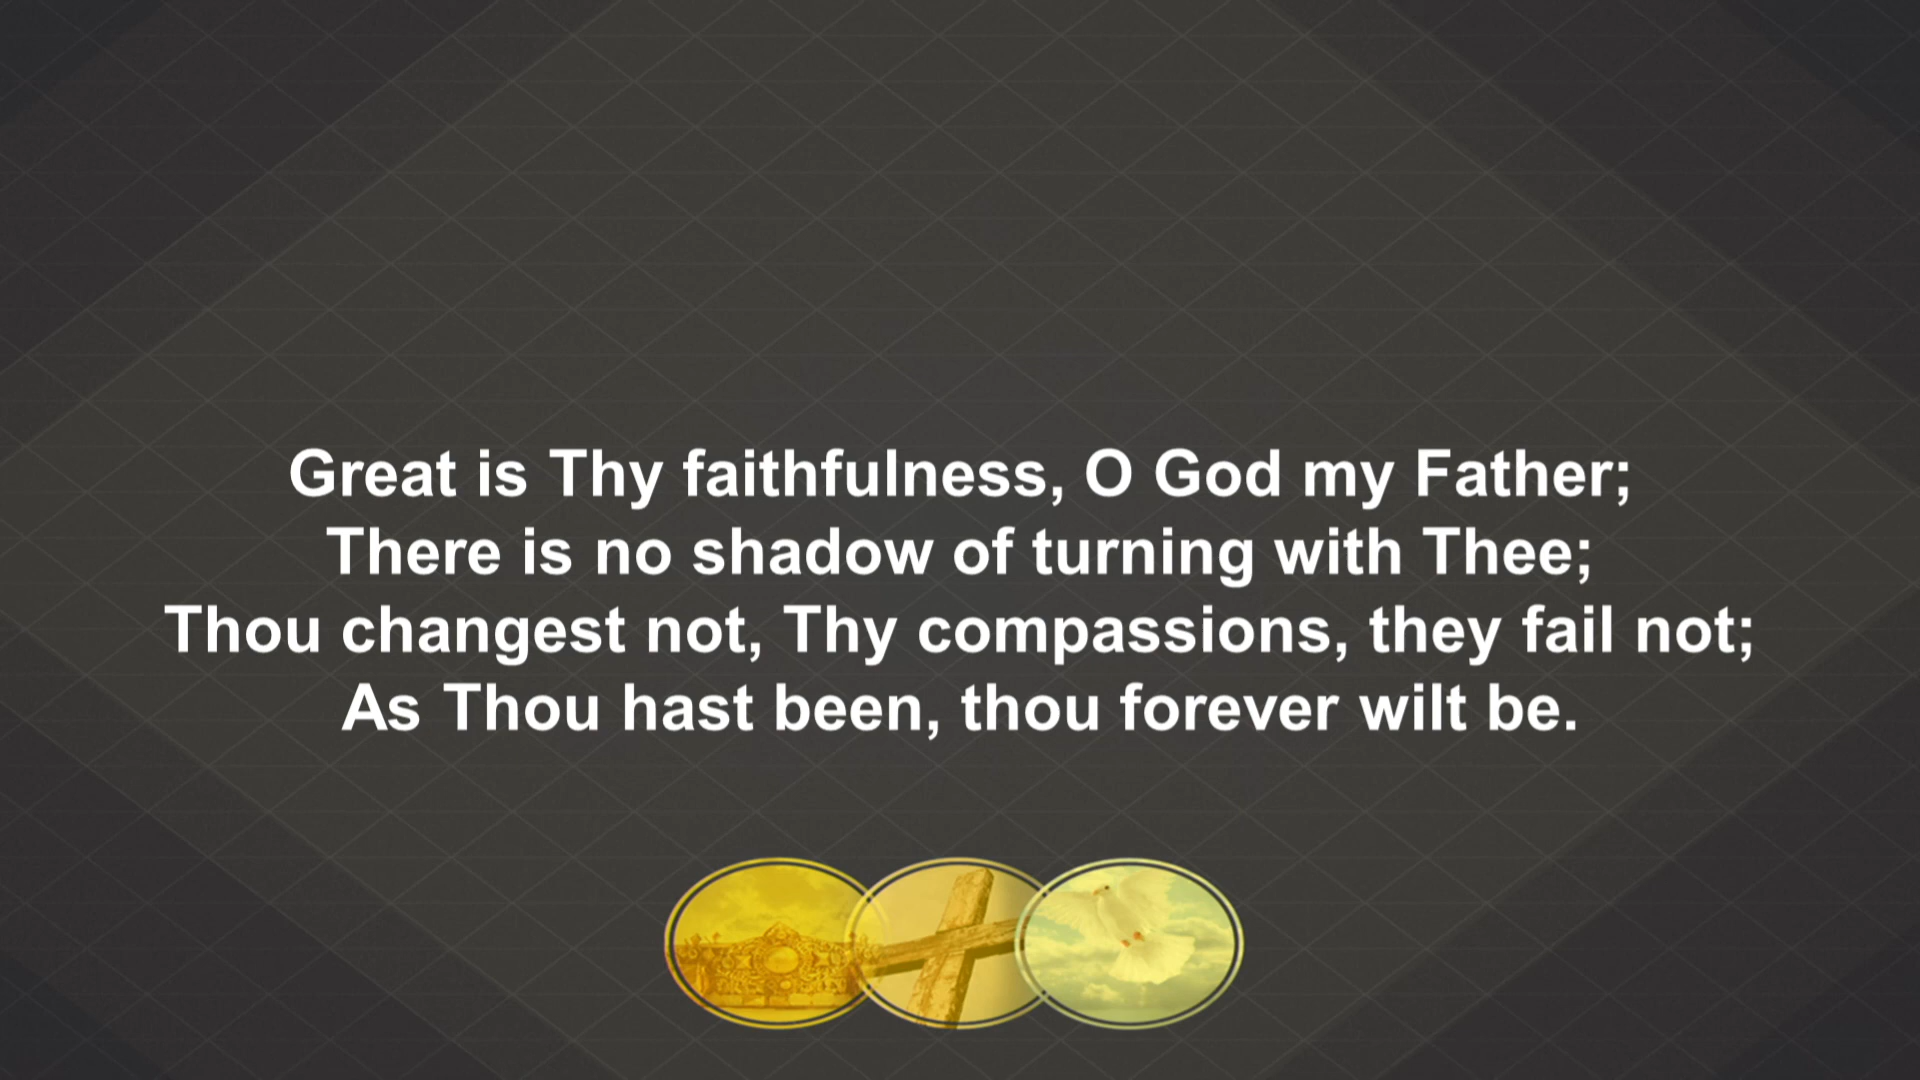 Great is Thy faithfulness, O God my Father;
There is no shadow of turning with Thee;
Thou changest not, Thy compassions, they fail not;
As Thou hast been, thou forever wilt be.